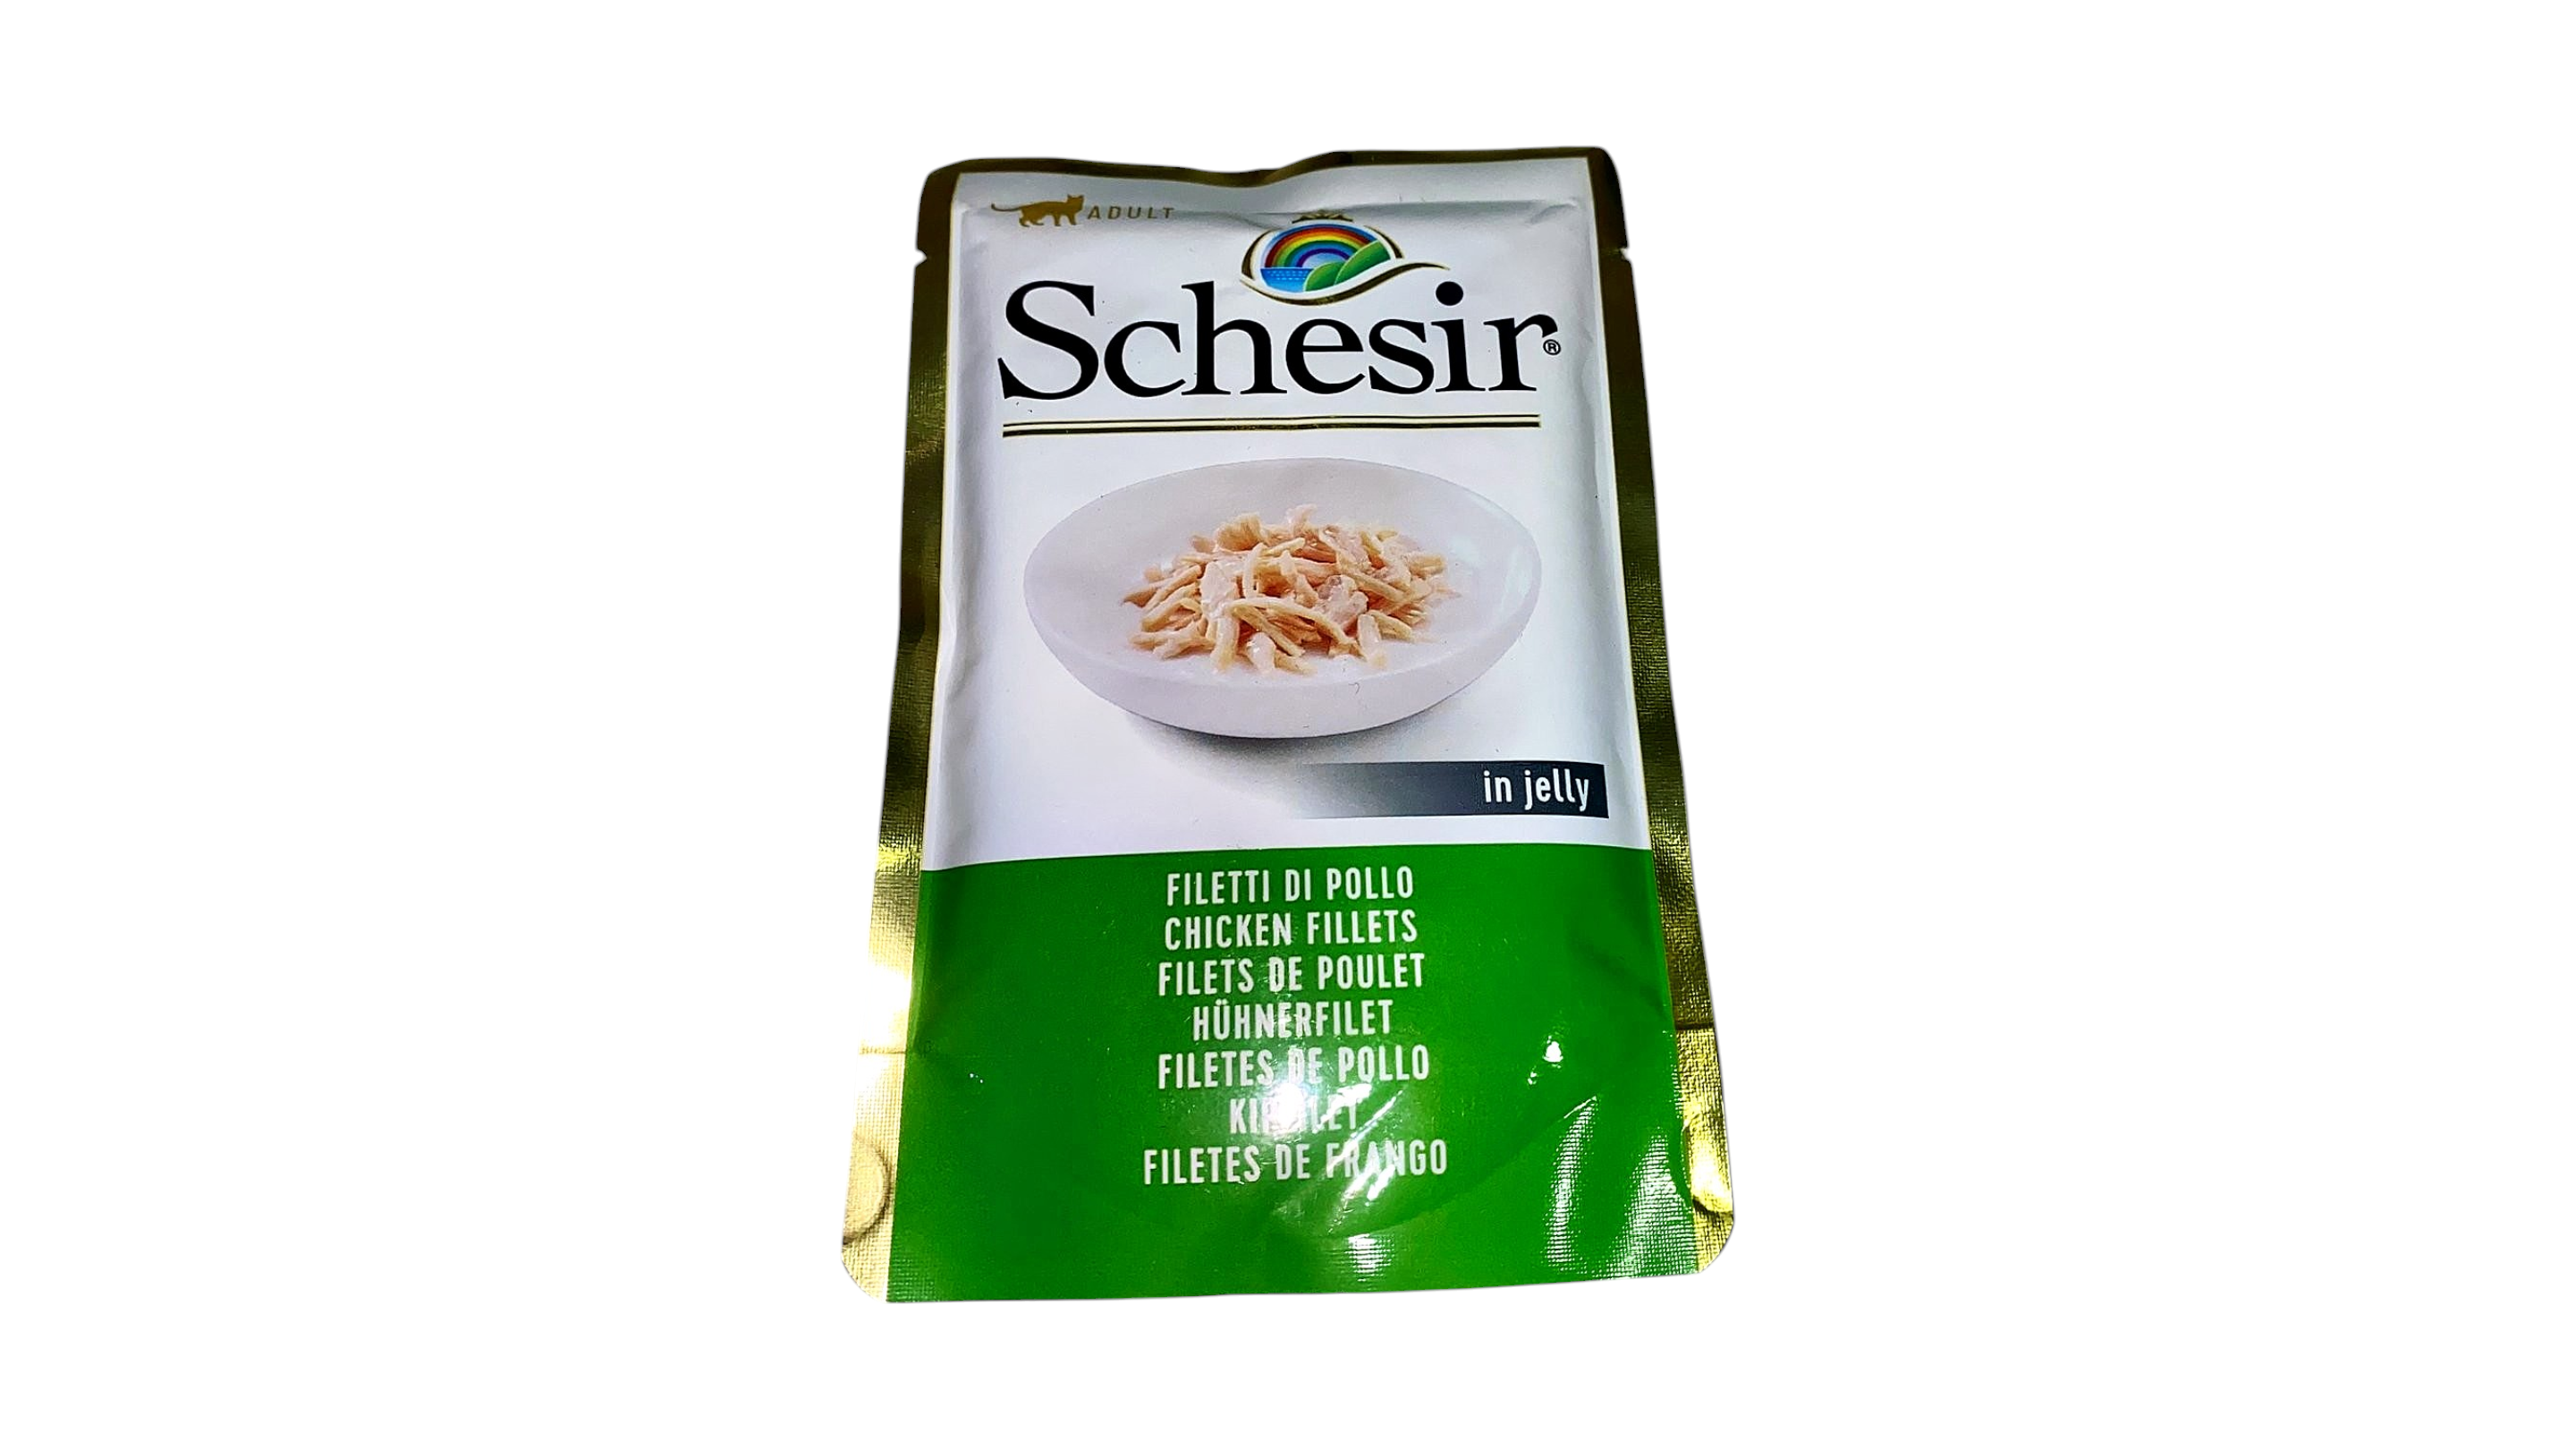 ADULT
Schesir®
in jelly
FILETTI DI POLLO
CHICKEN FILLETS
FILETS DE POULET
HÜHNERFILET
FILETES DE POLLO
FILETES DE FRANGO